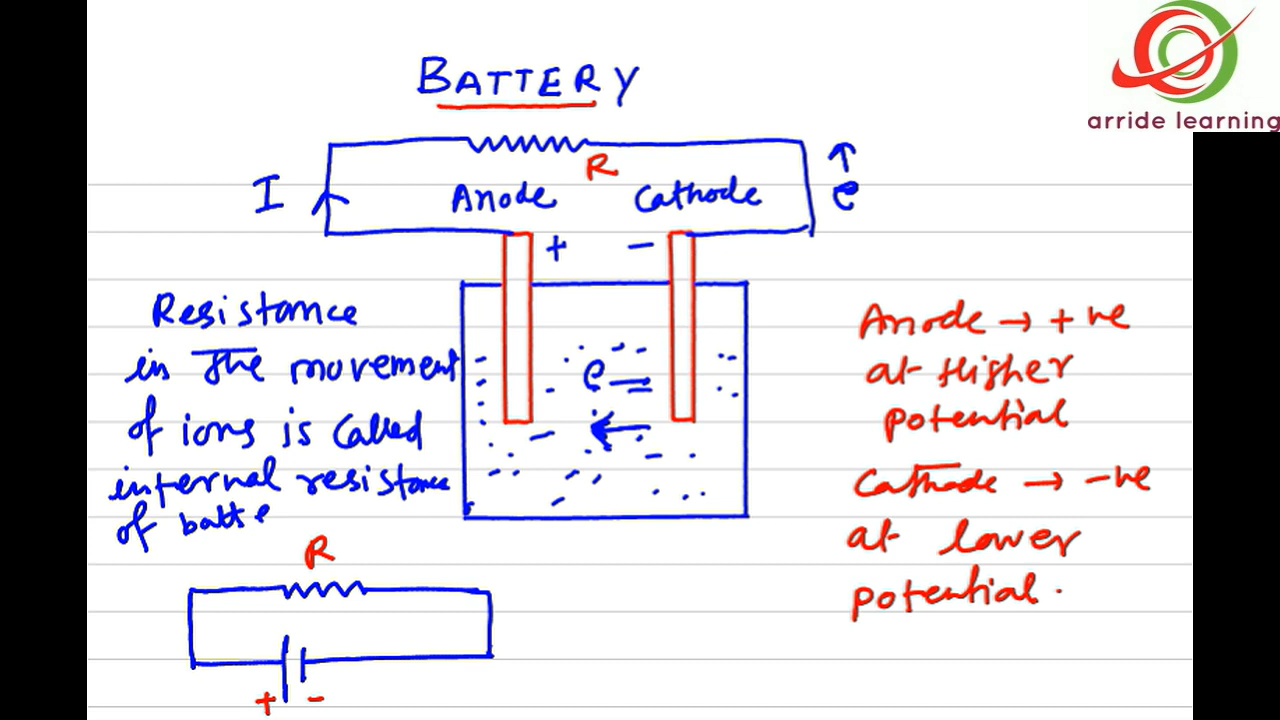 arride learning
BATTERY
R
I
Anode
Cathode
e
+ −
Resistance
in the movement
of ions is called
internal resistance
of batte
e
Anode → + ve
at Higher
potential
Cathode → -ve
at lower
potential.
R
+ -